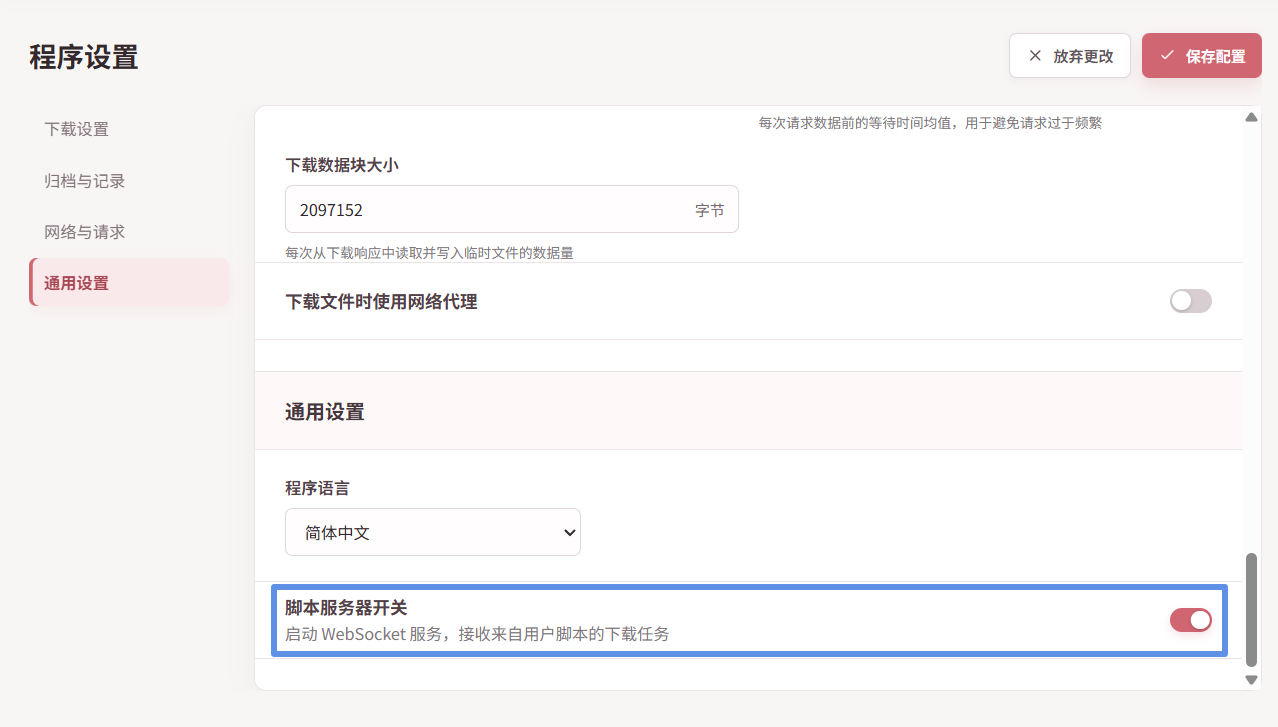 程序设置
放弃更改
保存配置
下载设置
归档与记录
网络与请求
通用设置
每次请求数据前的等待时间均值，用于避免请求过于频繁
下载数据块大小
2097152
字节
每次从下载响应中读取并写入临时文件的数据量
下载文件时使用网络代理
通用设置
程序语言
简体中文
脚本服务器开关
启动 WebSocket 服务，接收来自用户脚本的下载任务